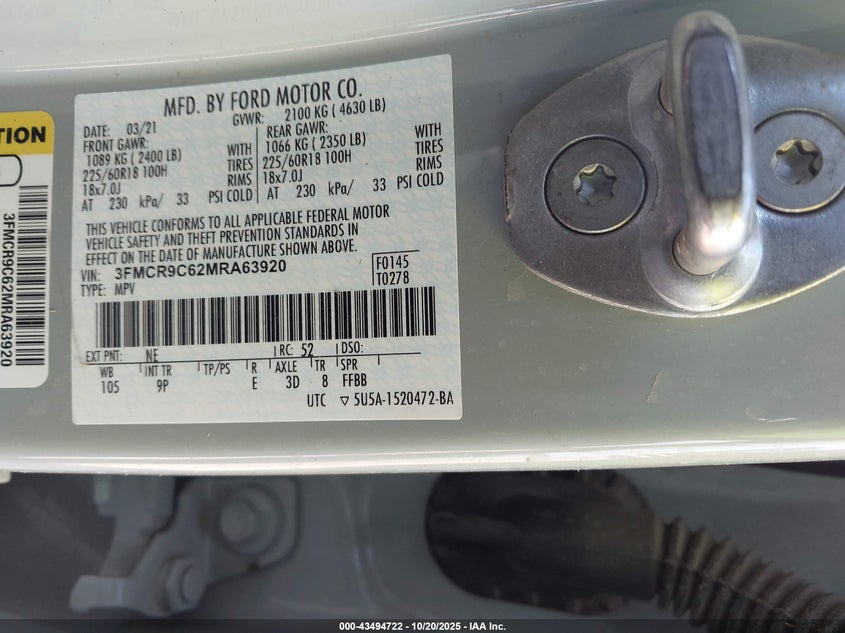 TION
3FMCR9C62MRA63920
MFD. BY FORD MOTOR CO.
DATE: 03/21 GVWR: 2100 KG ( 4630 LB)
FRONT GAWR: WITH REAR GAWR: WITH
1089 KG ( 2400 LB) TIRES 1066 KG ( 2350 LB) TIRES
225/60R18 100H RIMS 225/60R18 100H RIMS
18x7.0J 18x7.0J
AT 230 kPa/ 33 PSI COLD AT 230 kPa/ 33 PSI COLD
THIS VEHICLE CONFORMS TO ALL APPLICABLE FEDERAL MOTOR
VEHICLE SAFETY AND THEFT PREVENTION STANDARDS IN
EFFECT ON THE DATE OF MANUFACTURE SHOWN ABOVE.
VIN: 3FMCR9C62MRA63920 F0145
TYPE: MPV T0278
EXT PNT: NE RC: 52 DSO:
WB INT TR TP/PS R AXLE TR SPR
105 9P E 3D 8 FFBB
UTC ▽ 5U5A-1520472-BA
000-43494722 - 10/20/2025 - IAA Inc.